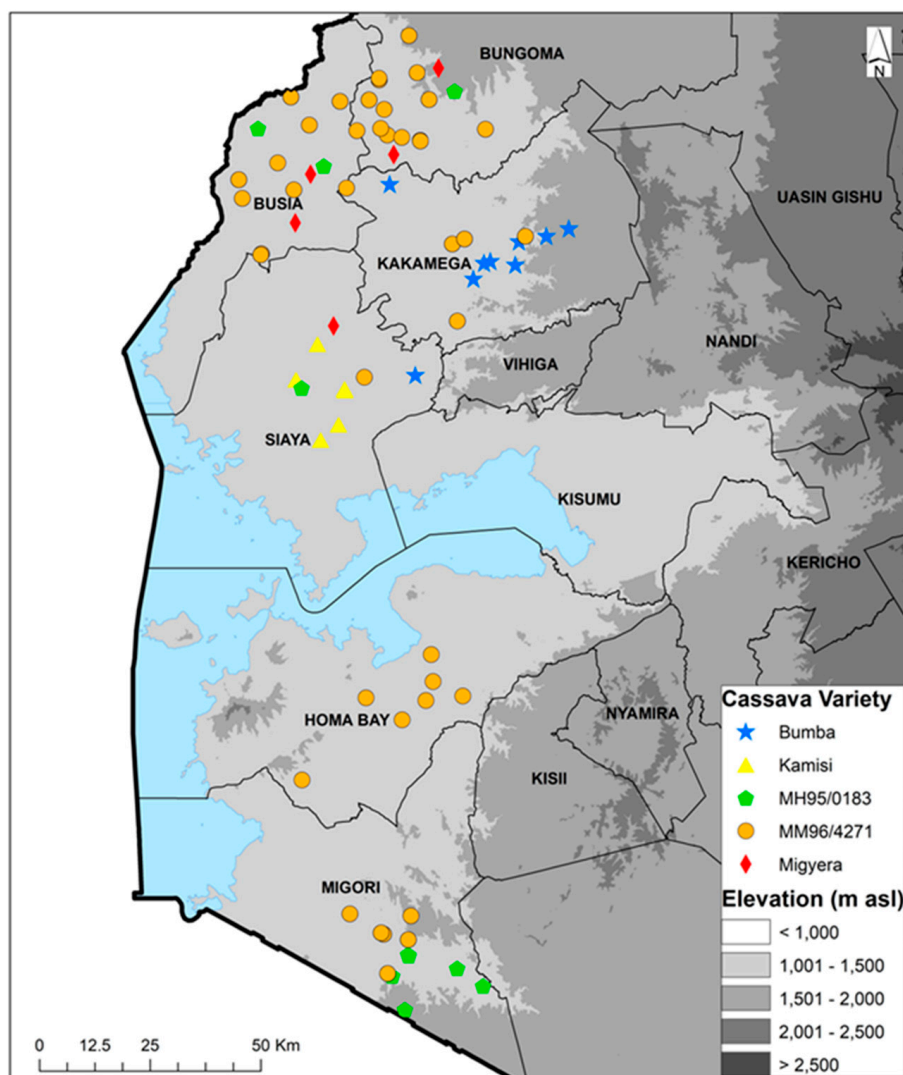 BUNGOMA
N
UASIN GISHU
BUSIA
KAKAMEGA
NANDI
VIHIGA
SIAYA
KISUMU
KERICHO
HOMA BAY
NYAMIRA
KISII
MIGORI
Cassava Variety
Bumba
Kamisi
MH95/0183
MM96/4271
Migyera
Elevation (m asl)
< 1,000
1,001 - 1,500
1,501 - 2,000
2,001 - 2,500
> 2,500
0 12.5 25 50 Km